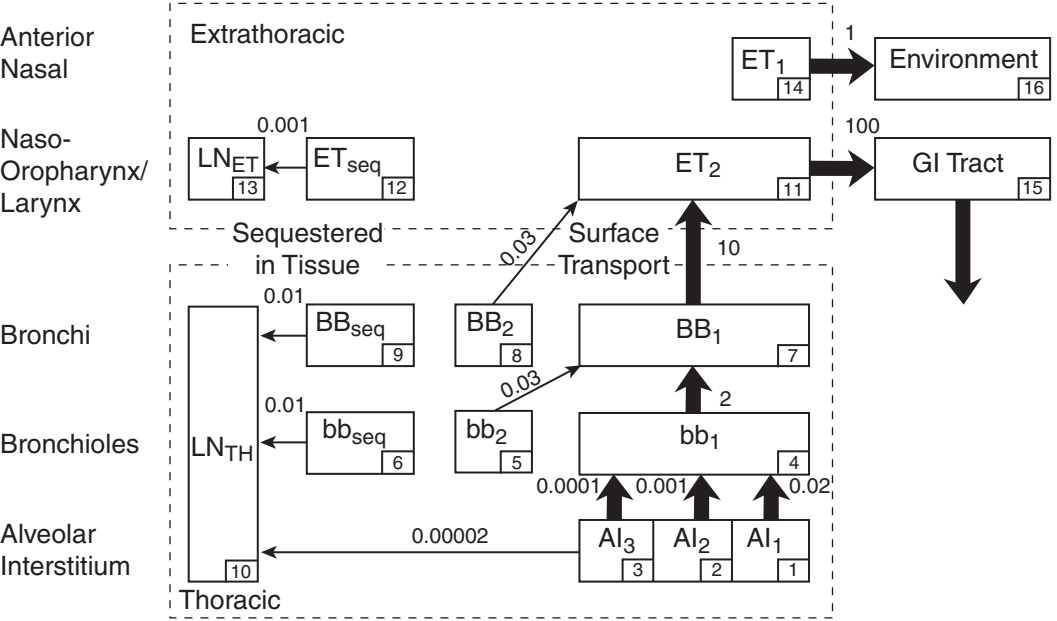 Anterior
Nasal
Extrathoracic
ET1
14
1
Environment
16
Naso-
Oropharynx/
Larynx
LNET
13
0.001
ETseq
12
ET2
11
100
GI Tract
15
Sequestered
in Tissue
0.03
Surface
Transport
10
Bronchi
0.01
BBseq
9
BB2
8
BB1
7
0.03
2
Bronchioles
LNTH
10
0.01
bbseq
6
bb2
5
bb1
4
0.0001
0.001
0.02
Alveolar
Interstitium
0.00002
AI3
3
AI2
2
AI1
1
Thoracic